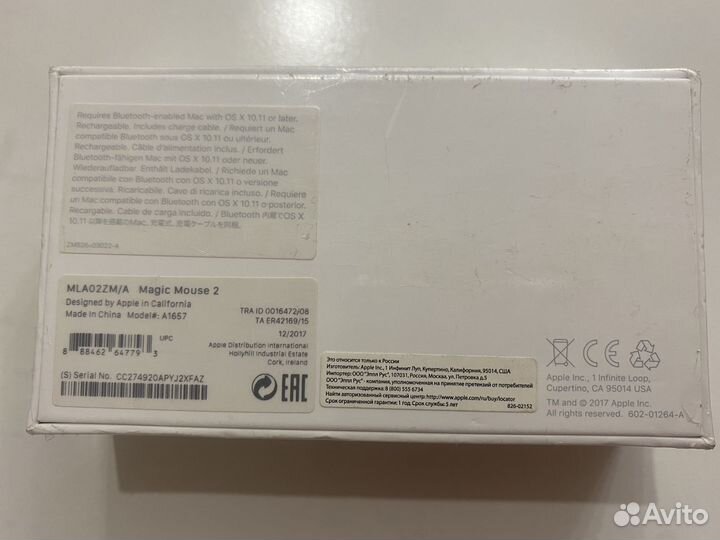 Requires Bluetooth-enabled Mac with OS X 10.11 or later.
Rechargeable. Includes charge cable. / Requiert un Mac
compatible Bluetooth sous OS X 10.11 ou ultérieur.
Rechargeable. Câble d'alimentation inclus. / Erfordert
Bluetooth-fähigen Mac mit OS X 10.11 oder neuer.
Wiederaufladbar. Enthält Ladekabel. / Richiede un Mac
compatibile con Bluetooth con OS X 10.11 o versione
successiva. Ricaricabile. Cavo di ricarica incluso. / Requiere
un Mac compatible con Bluetooth con OS X 10.11 o posterior.
Recargable. Cable de carga incluido. / Bluetooth 内蔵でOS X
10.11 以降を搭載のMac. 充電式. 充電ケーブルを同梱.
ZM826-03022-A
MLA02ZM/A Magic Mouse 2
Designed by Apple in California
Made in China Model#: A1657
TRA ID 0016472/08
TA ER42169/15
12/2017
UPC
8 88462 64779 3
Apple Distribution International
Hollyhill Industrial Estate
Cork, Ireland
(S) Serial No. CC274920APYJ2XFAZ
EAC
Это относится только к России
Изготовитель: Apple Inc., 1 Инфинит Луп, Купертино, Калифорния, 95014, США
Импортер: ООО "Эппл Рус", 107031, Россия, Москва, ул. Петровка д.5
ООО "Эппл Рус" - компания, уполномоченная на принятие претензий от потребителей
Техническая поддержка: 8 (800) 555 6734
Найти авторизованный сервисный центр: http://www.apple.com/ru/buy/locator
Срок ограниченной гарантии: 1 год. Срок службы: 5 лет
826-02152
CE
Apple Inc., 1 Infinite Loop,
Cupertino, CA 95014 USA
TM and © 2017 Apple Inc.
All rights reserved. 602-01264-A
Avito